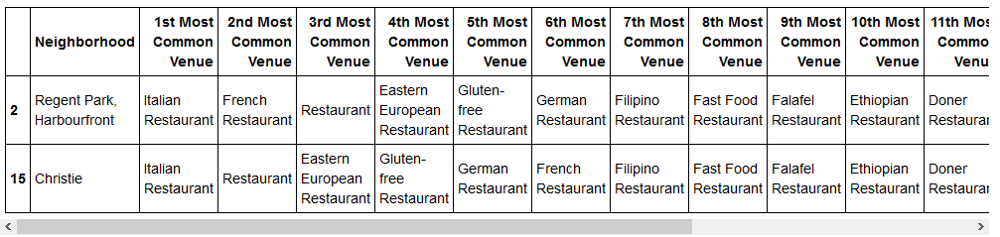 Neighborhood 1st Most Common Venue 2nd Most Common Venue 3rd Most Common Venue 4th Most Common Venue 5th Most Common Venue 6th Most Common Venue 7th Most Common Venue 8th Most Common Venue 9th Most Common Venue 10th Most Common Venue 11th Mos Commo Venu
2 Regent Park, Harbourfront Italian Restaurant French Restaurant Restaurant Eastern European Restaurant Gluten-free Restaurant German Restaurant Filipino Restaurant Fast Food Restaurant Falafel Restaurant Ethiopian Restaurant Doner Restauran
15 Christie Italian Restaurant Restaurant Eastern European Restaurant Gluten-free Restaurant German Restaurant French Restaurant Filipino Restaurant Fast Food Restaurant Falafel Restaurant Ethiopian Restaurant Doner Restauran